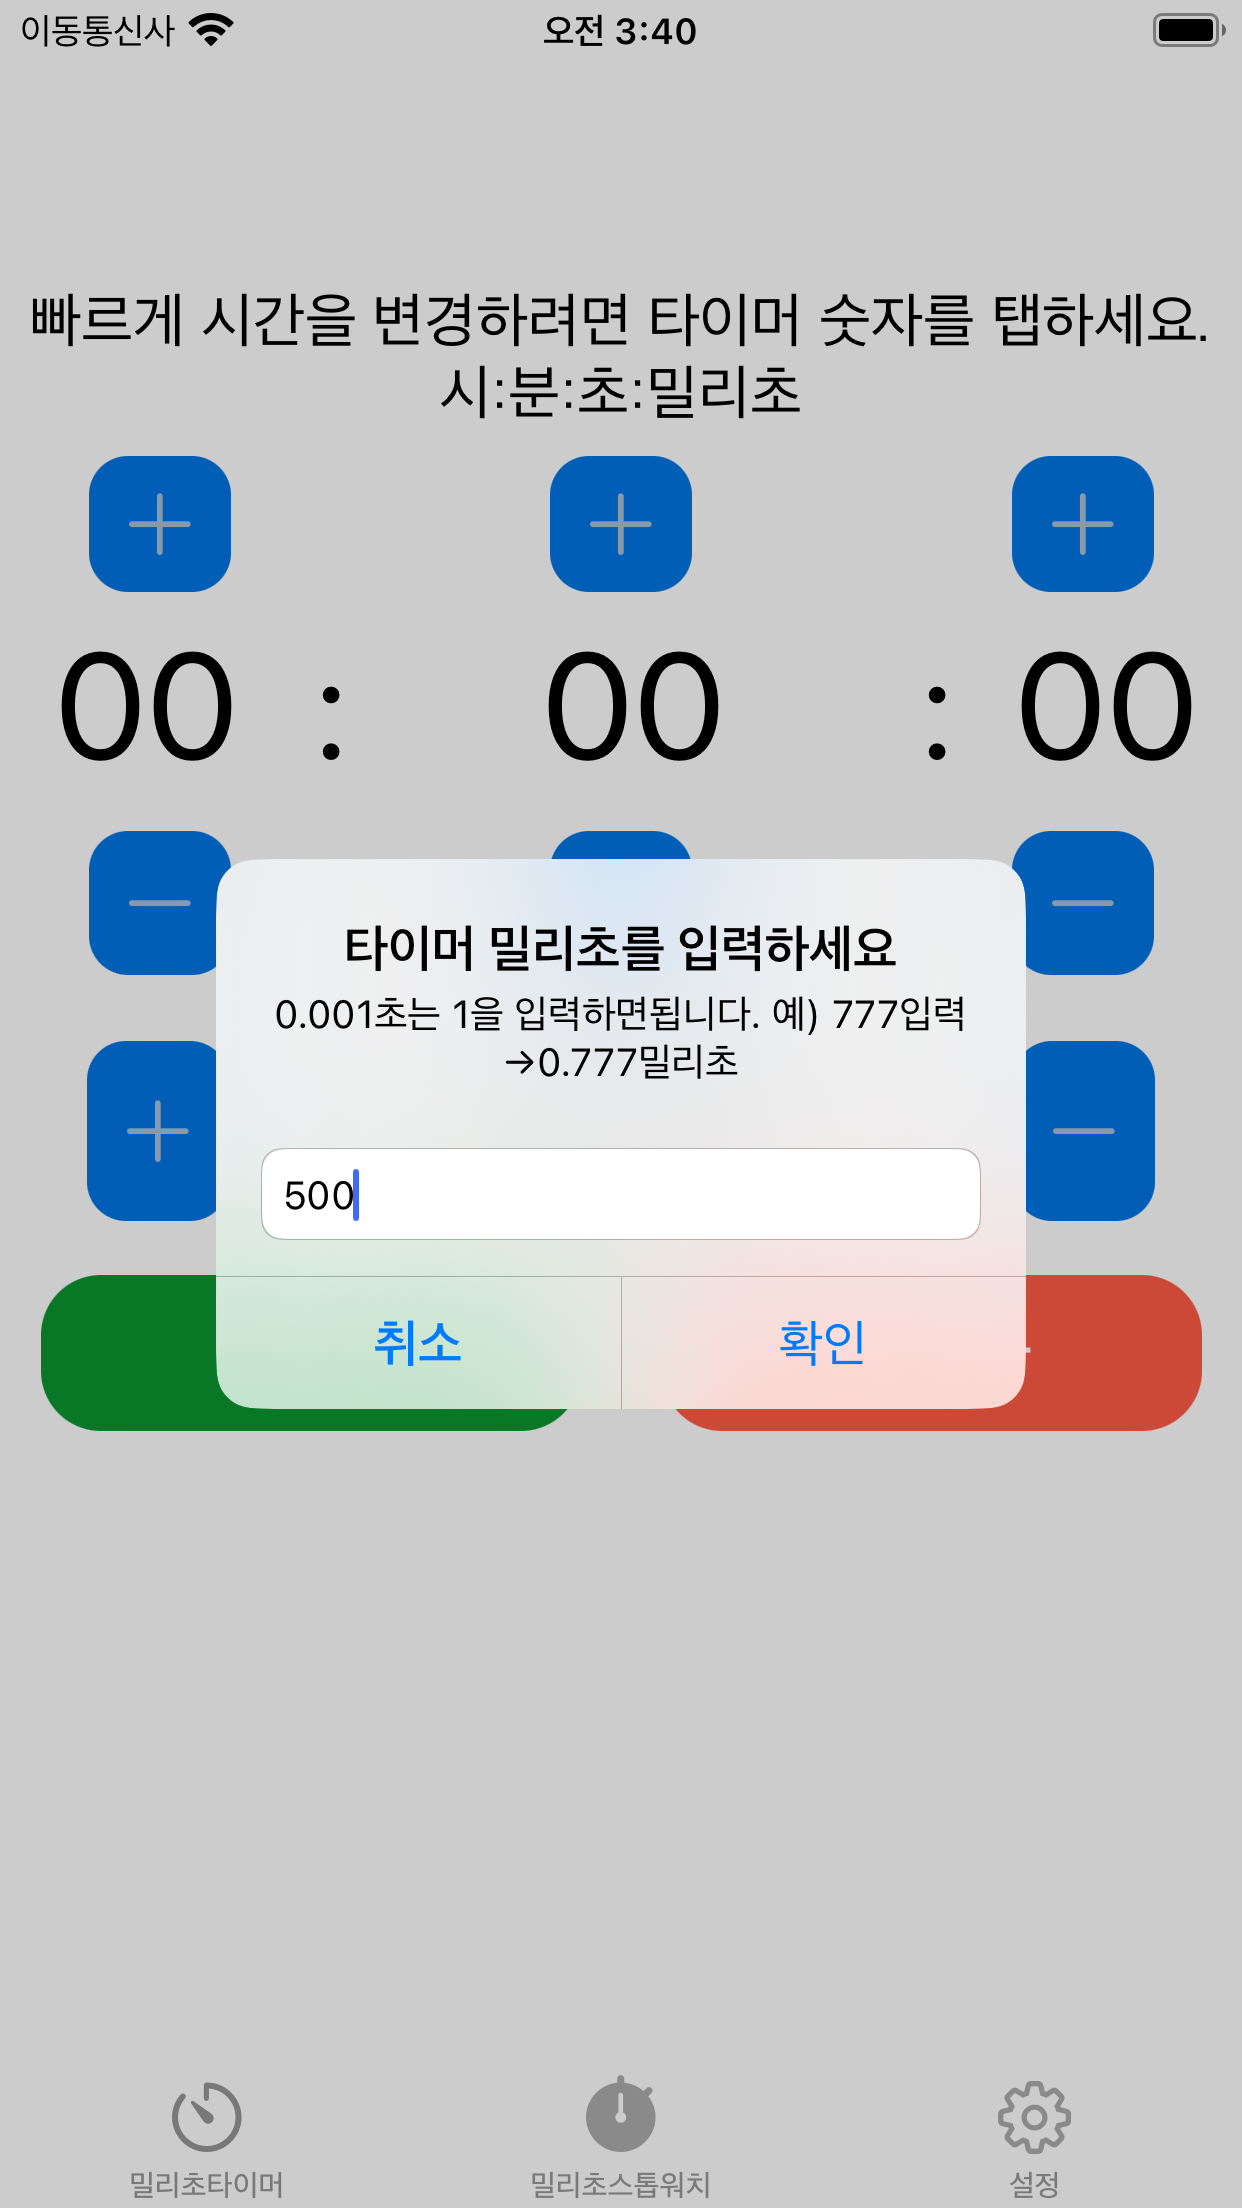 이동통신사 오전 3:40
빠르게 시간을 변경하려면 타이머 숫자를 탭하세요.
시:분:초:밀리초
00 : 00 : 00
타이머 밀리초를 입력하세요
0.001초는 1을 입력하면됩니다. 예) 777입력
→0.777밀리초
500
취소 확인
밀리초타이머 밀리초스톱워치 설정